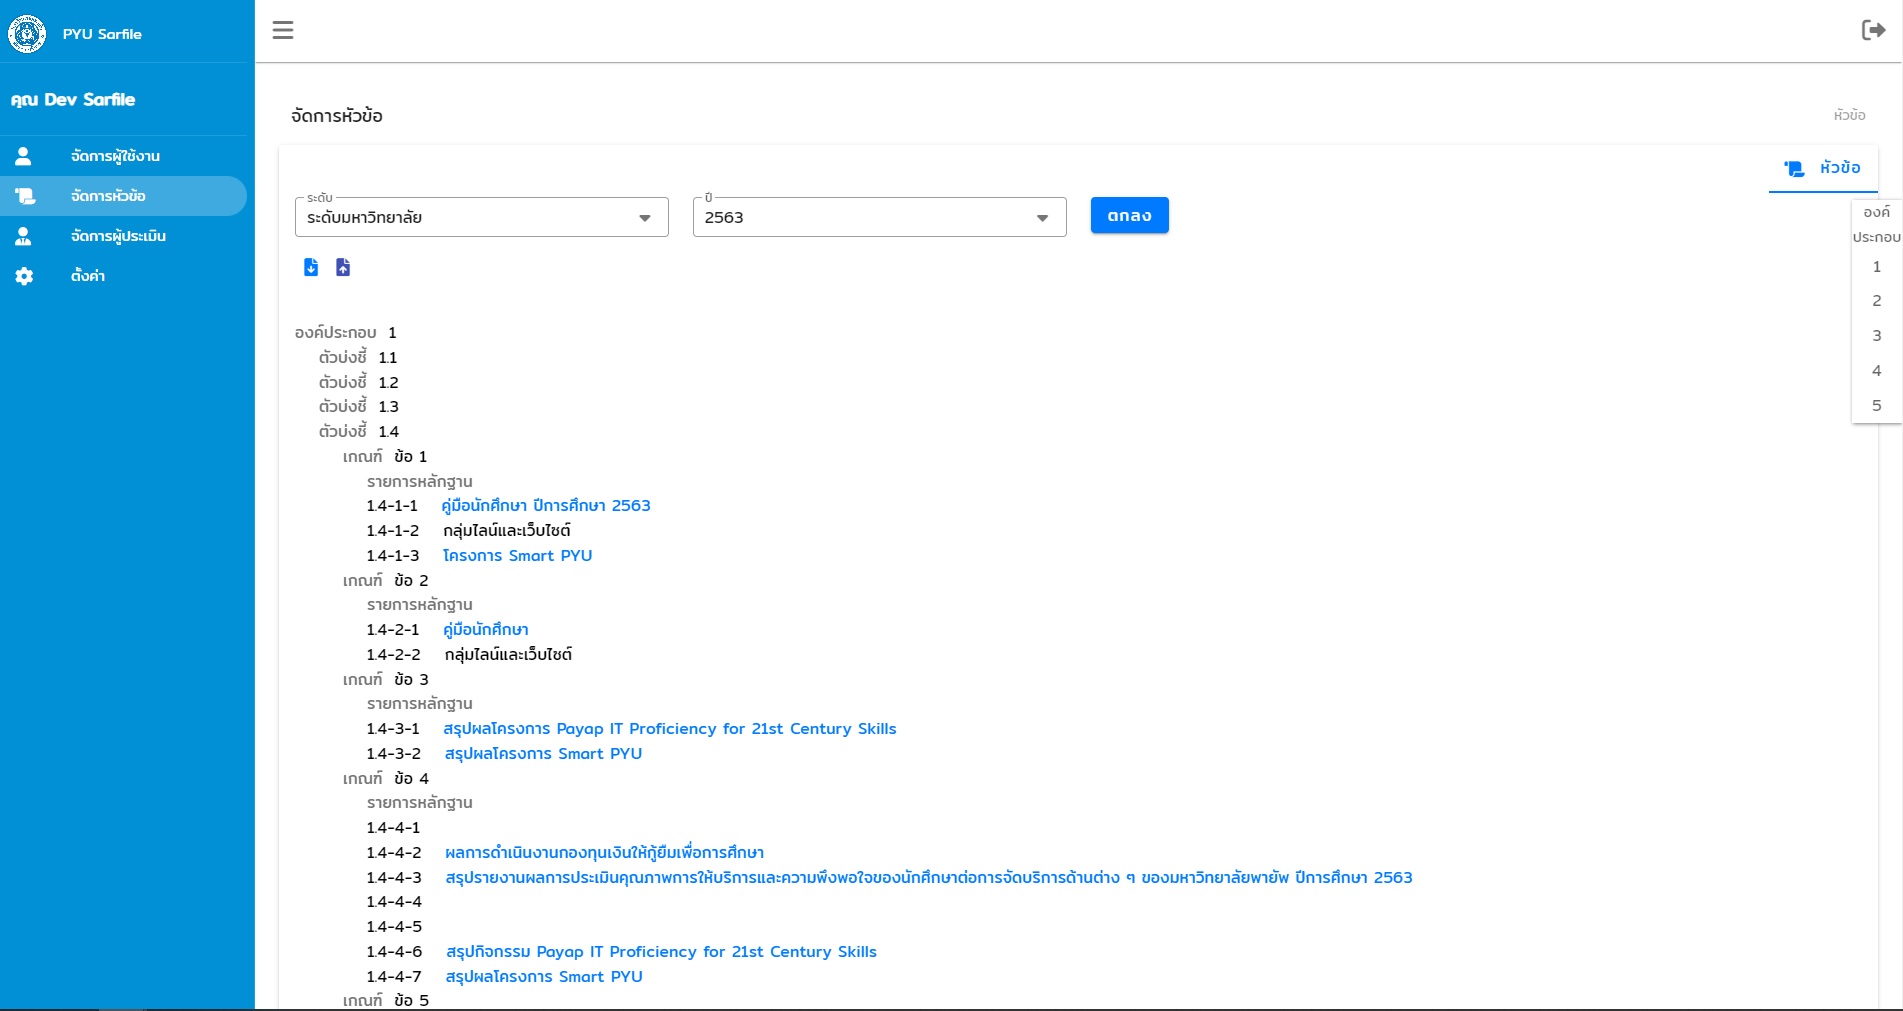 PYU Sarfile
คุณ Dev Sarfile
จัดการผู้ใช้งาน
จัดการหัวข้อ
จัดการผู้ประเมิน
ตั้งค่า
จัดการหัวข้อ
หัวข้อ
หัวข้อ
ระดับ
ระดับมหาวิทยาลัย
ปี
2563
ตกลง
องค์
ประกอบ
1
2
3
4
5
องค์ประกอบ 1
ตัวบ่งชี้ 1.1
ตัวบ่งชี้ 1.2
ตัวบ่งชี้ 1.3
ตัวบ่งชี้ 1.4
เกณฑ์ ข้อ 1
รายการหลักฐาน
1.4-1-1 คู่มือนักศึกษา ปีการศึกษา 2563
1.4-1-2 กลุ่มไลน์และเว็บไซต์
1.4-1-3 โครงการ Smart PYU
เกณฑ์ ข้อ 2
รายการหลักฐาน
1.4-2-1 คู่มือนักศึกษา
1.4-2-2 กลุ่มไลน์และเว็บไซต์
เกณฑ์ ข้อ 3
รายการหลักฐาน
1.4-3-1 สรุปผลโครงการ Payap IT Proficiency for 21st Century Skills
1.4-3-2 สรุปผลโครงการ Smart PYU
เกณฑ์ ข้อ 4
รายการหลักฐาน
1.4-4-1
1.4-4-2 ผลการดำเนินงานกองทุนเงินให้กู้ยืมเพื่อการศึกษา
1.4-4-3 สรุปรายงานผลการประเมินคุณภาพการให้บริการและความพึงพอใจของนักศึกษาต่อการจัดบริการด้านต่าง ๆ ของมหาวิทยาลัยพายัพ ปีการศึกษา 2563
1.4-4-4
1.4-4-5
1.4-4-6 สรุปกิจกรรม Payap IT Proficiency for 21st Century Skills
1.4-4-7 สรุปผลโครงการ Smart PYU
เกณฑ์ ข้อ 5